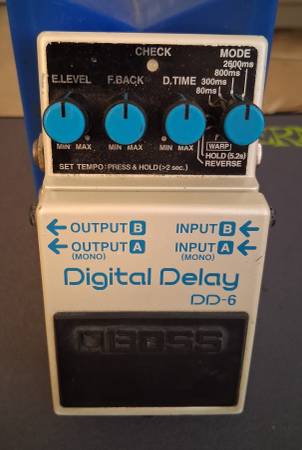 CHECK
MODE
2600ms
800ms
300ms
80ms
E.LEVEL
F.BACK
D.TIME
MIN MAX
MIN MAX
MIN MAX
WARP
HOLD (5.2s)
REVERSE
SET TEMPO: PRESS & HOLD (>2 sec.)
OUTPUT B
INPUT B
OUTPUT A
(MONO)
INPUT A
(MONO)
Digital Delay
DD-6
BOSS